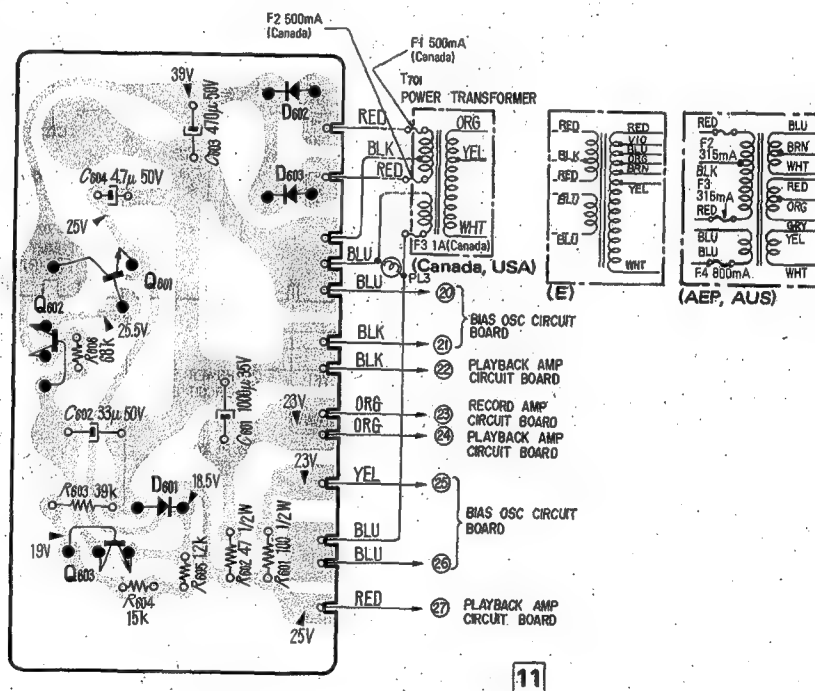 F2 500mA
(Canada)
F1 500mA
(Canada)
T701
POWER TRANSFORMER
39V
C603 470μ 50V
D602
RED
BLK
RED
ORG
YEL
WHT
F3 1A(Canada)
(Canada, USA)
D603
C604 4.7μ 50V
25V
Q601
Q602
25.5V
R606
68k
BLU
PL3
BLU
20
BIAS OSC CIRCUIT
BOARD
BLK
21
BLK
22
PLAYBACK AMP
CIRCUIT BOARD
C602 33μ 50V
C601 1000μ 35V
23V
ORG
23
RECORD AMP
CIRCUIT BOARD
ORG
24
PLAYBACK AMP
CIRCUIT BOARD
23V
YEL
25
BIAS OSC CIRCUIT
BOARD
R603 39k
D601
18.5V
19V
Q603
R604
15k
R605 1.2k
R602 47 1/2W
R601 100 1/2W
BLU
BLU
26
RED
27
PLAYBACK AMP
CIRCUIT BOARD
25V
RED
BLK
RED
BLU
BLU
RED
VIO
BLU
ORG
BRN
YEL
WHT
(E)
RED
F2
315mA
BLK
F3
315mA
RED
BLU
BLU
F4 800mA
BLU
BRN
WHT
RED
ORG
GRY
YEL
WHT
(AEP, AUS)
11